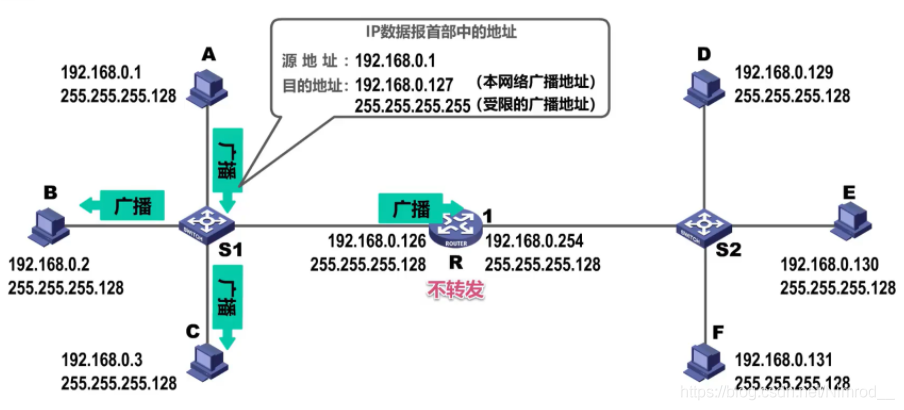 IP数据报首部中的地址
源 地 址 : 192.168.0.1
目的地址: 192.168.0.127 (本网络广播地址)
255.255.255.255 (受限的广播地址)
A
192.168.0.1
255.255.255.128
D
192.168.0.129
255.255.255.128
广播
B
广播
192.168.0.2
255.255.255.128
SWITCH
S1
广播
1
ROUTER
R
192.168.0.126
255.255.255.128
192.168.0.254
255.255.255.128
不转发
SWITCH
S2
E
192.168.0.130
255.255.255.128
广播
C
192.168.0.3
255.255.255.128
F
192.168.0.131
255.255.255.128